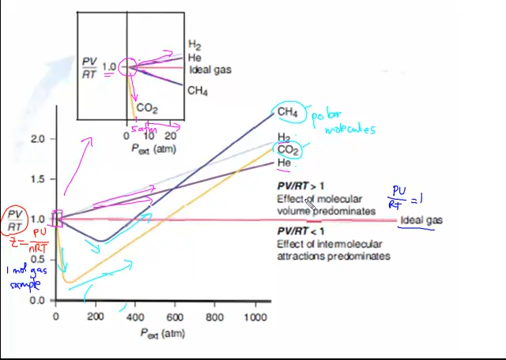 H2
He
Ideal gas
CH4
PV
RT
1.0
CO2
5atm
0 10 20
Pext (atm)
CH4
polar
molecules
H2
CO2
He
PV/RT > 1
Effect of molecular
volume predominates
PV/RT = 1
Ideal gas
PV/RT < 1
Effect of intermolecular
attractions predominates
2.0
1.5
1.0
0.5
0.0
PV
RT
Z = PV/nRT
1 mol gas
sample
0 200 400 600 800 1000
Pext (atm)